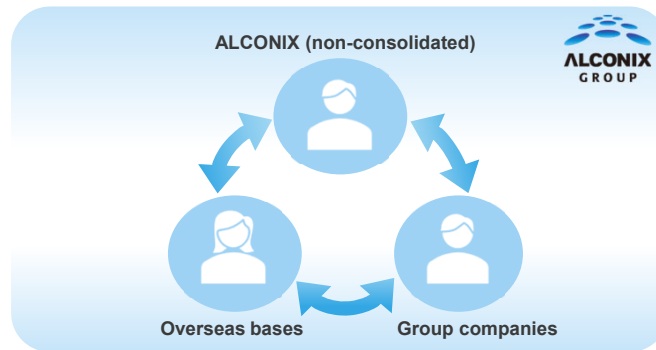 ALCONIX (non-consolidated)
ALCONIX
GROUP
Overseas bases
Group companies